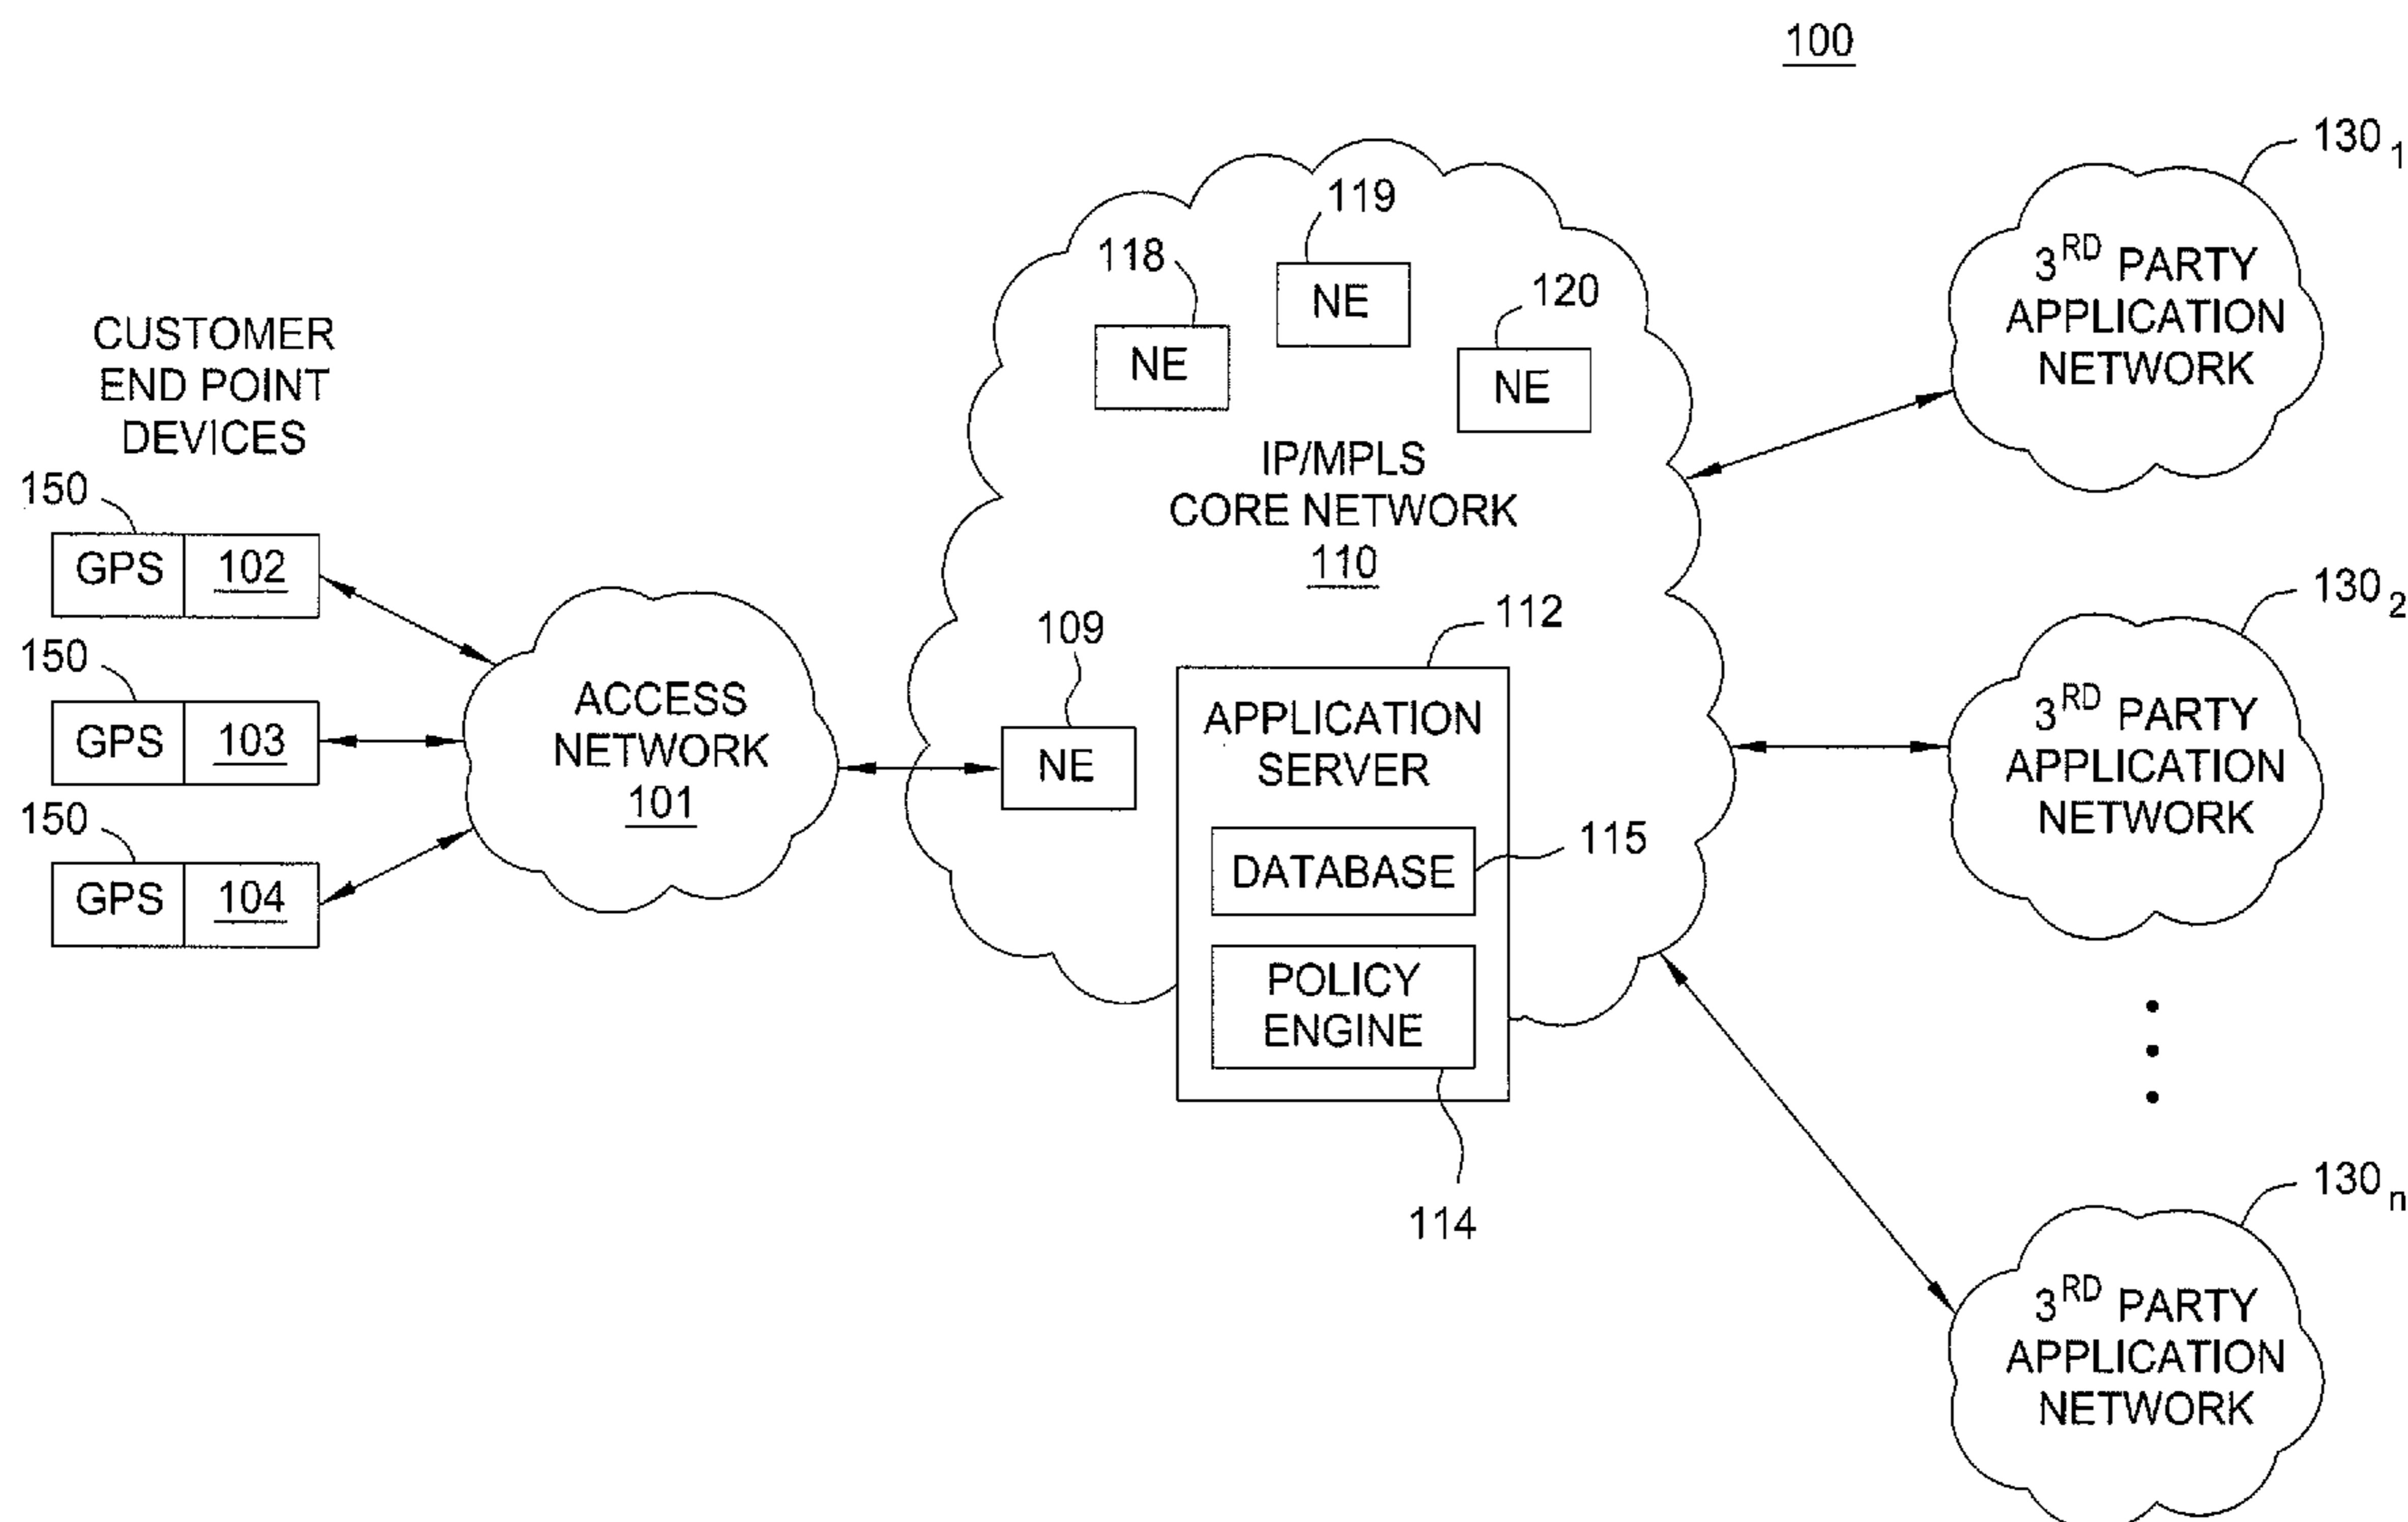 100
CUSTOMER
END POINT
DEVICES
150
GPS 102
150
GPS 103
150
GPS 104
ACCESS
NETWORK
101
118
NE
119
NE
120
NE
IP/MPLS
CORE NETWORK
110
109
NE
112
APPLICATION
SERVER
DATABASE
115
POLICY
ENGINE
114
130 1
3RD PARTY
APPLICATION
NETWORK
130 2
3RD PARTY
APPLICATION
NETWORK
130 n
3RD PARTY
APPLICATION
NETWORK